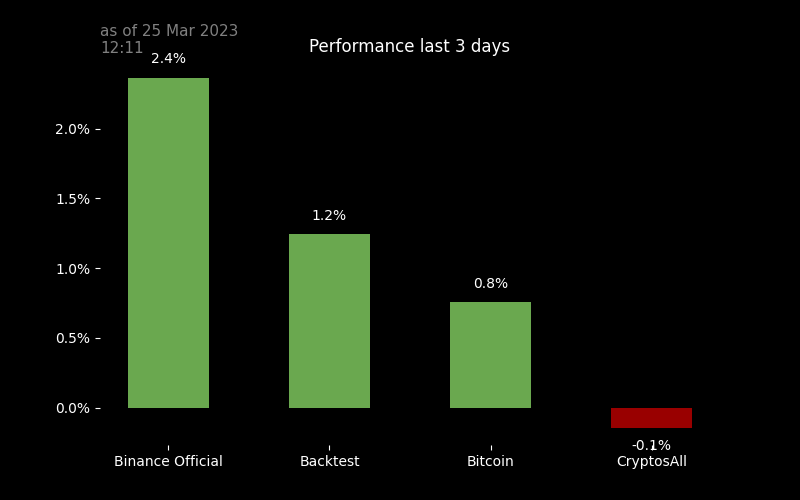 as of 25 Mar 2023
12:11
Performance last 3 days
2.4%
2.0%
1.5%
1.2%
1.0%
0.8%
0.5%
0.0%
-0.1%
Binance Official
Backtest
Bitcoin
CryptosAll